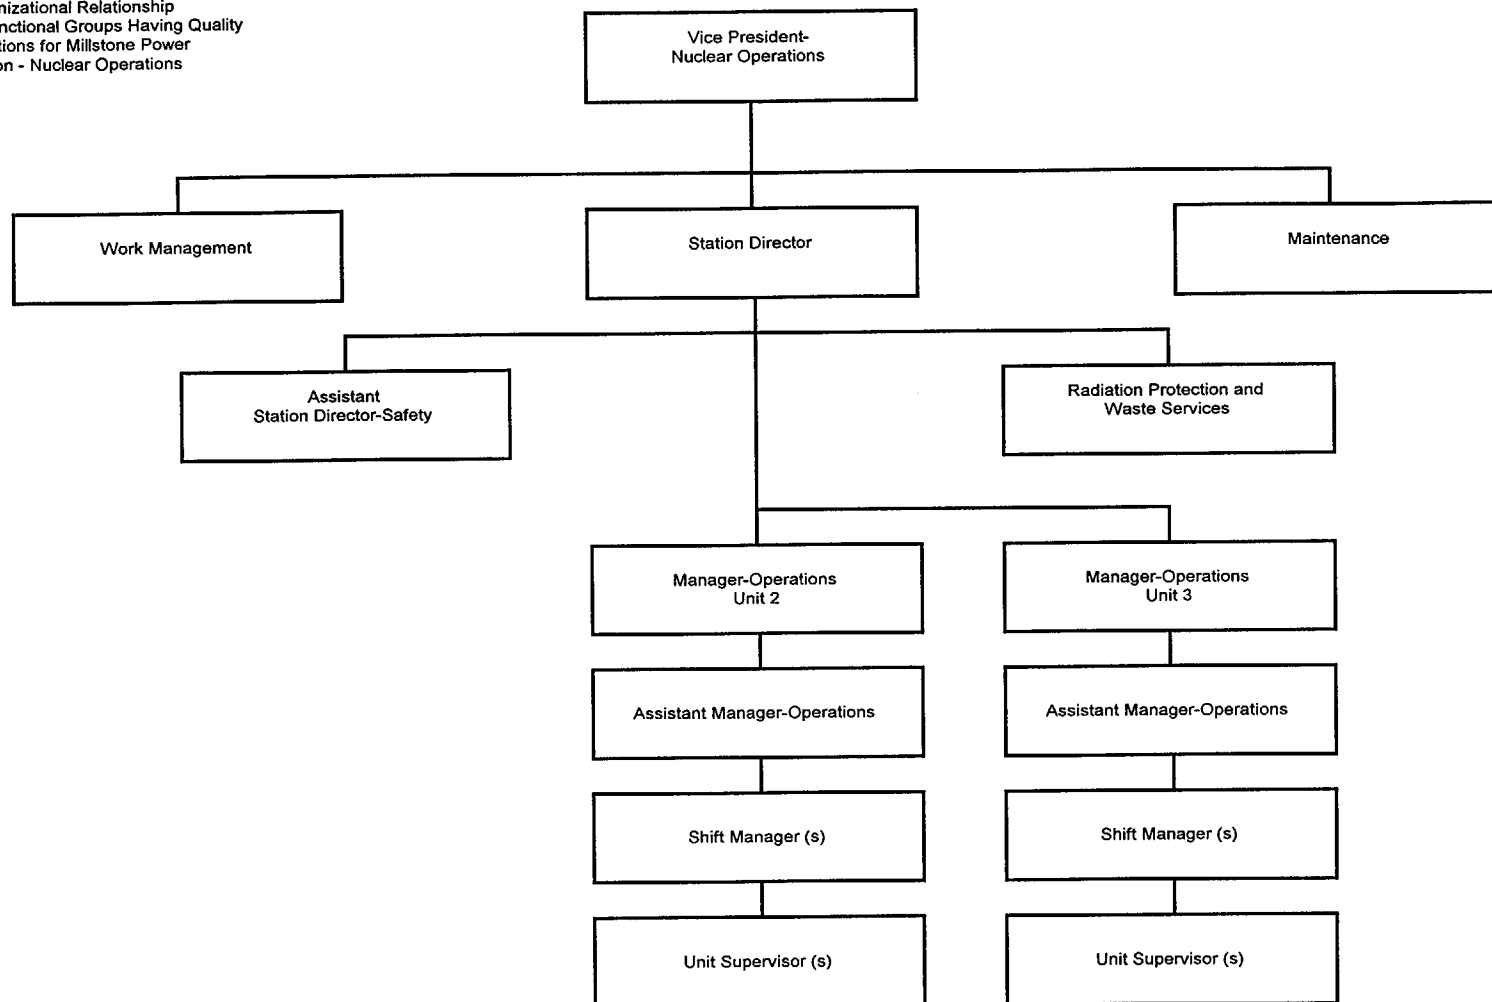 nizational Relationship
nctional Groups Having Quality
tions for Millstone Power
on - Nuclear Operations
Vice President-
Nuclear Operations
Work Management
Station Director
Maintenance
Assistant
Station Director-Safety
Radiation Protection and
Waste Services
Manager-Operations
Unit 2
Manager-Operations
Unit 3
Assistant Manager-Operations
Assistant Manager-Operations
Shift Manager (s)
Shift Manager (s)
Unit Supervisor (s)
Unit Supervisor (s)